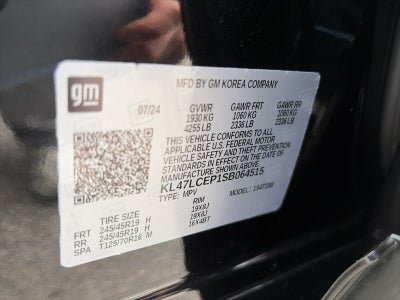 gm
MFD BY GM KOREA COMPANY
07/24
GVWR GAWR FRT GAWR RR
1930 KG 1060 KG 1060 KG
4255 LB 2336 LB 2336 LB
THIS VEHICLE CONFORMS TO ALL
APPLICABLE U.S. FEDERAL MOTOR
VEHICLE SAFETY AND THEFT PREVENTION
STANDARDS IN EFFECT ON THE DATE OF
MANUFACTURE SHOWN ABOVE.
KL47LCEP1SB064515
TYPE: MPV MODEL:
TIRE SIZE RIM
FRT 245/45R19 H 19X8J
RR 245/45R19 H 19X8J
SPA T125/70R16 M 16X4BT